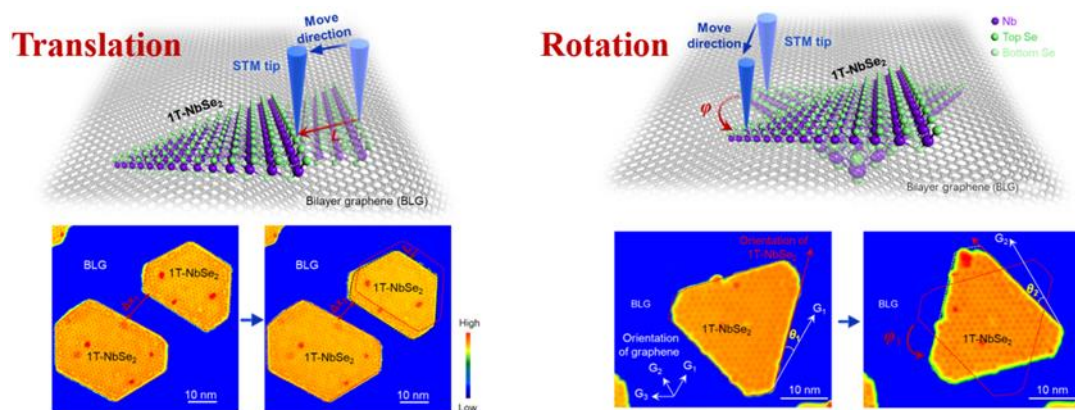 Translation
Move
direction
STM tip
1T-NbSe₂
L
Bilayer graphene (BLG)
BLG
1T-NbSe₂
1T-NbSe₂
10 nm
BLG
1T-NbSe₂
1T-NbSe₂
10 nm
High
Low
Rotation
Move
direction
STM tip
1T-NbSe₂
Nb
Top Se
Bottom Se
φ
Bilayer graphene (BLG)
Orientation of
1T-NbSe₂
BLG
1T-NbSe₂
G₁
θ₁
Orientation
of graphene
G₁
G₂
G₃
10 nm
G₂
BLG
1T-NbSe₂
φ₁
10 nm